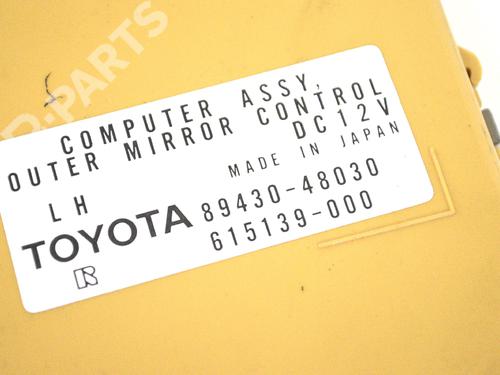 COMPUTER ASSY,
OUTER MIRROR CONTROL
DC12V
MADE IN JAPAN
LH
TOYOTA 89430-48030
615139-000
R